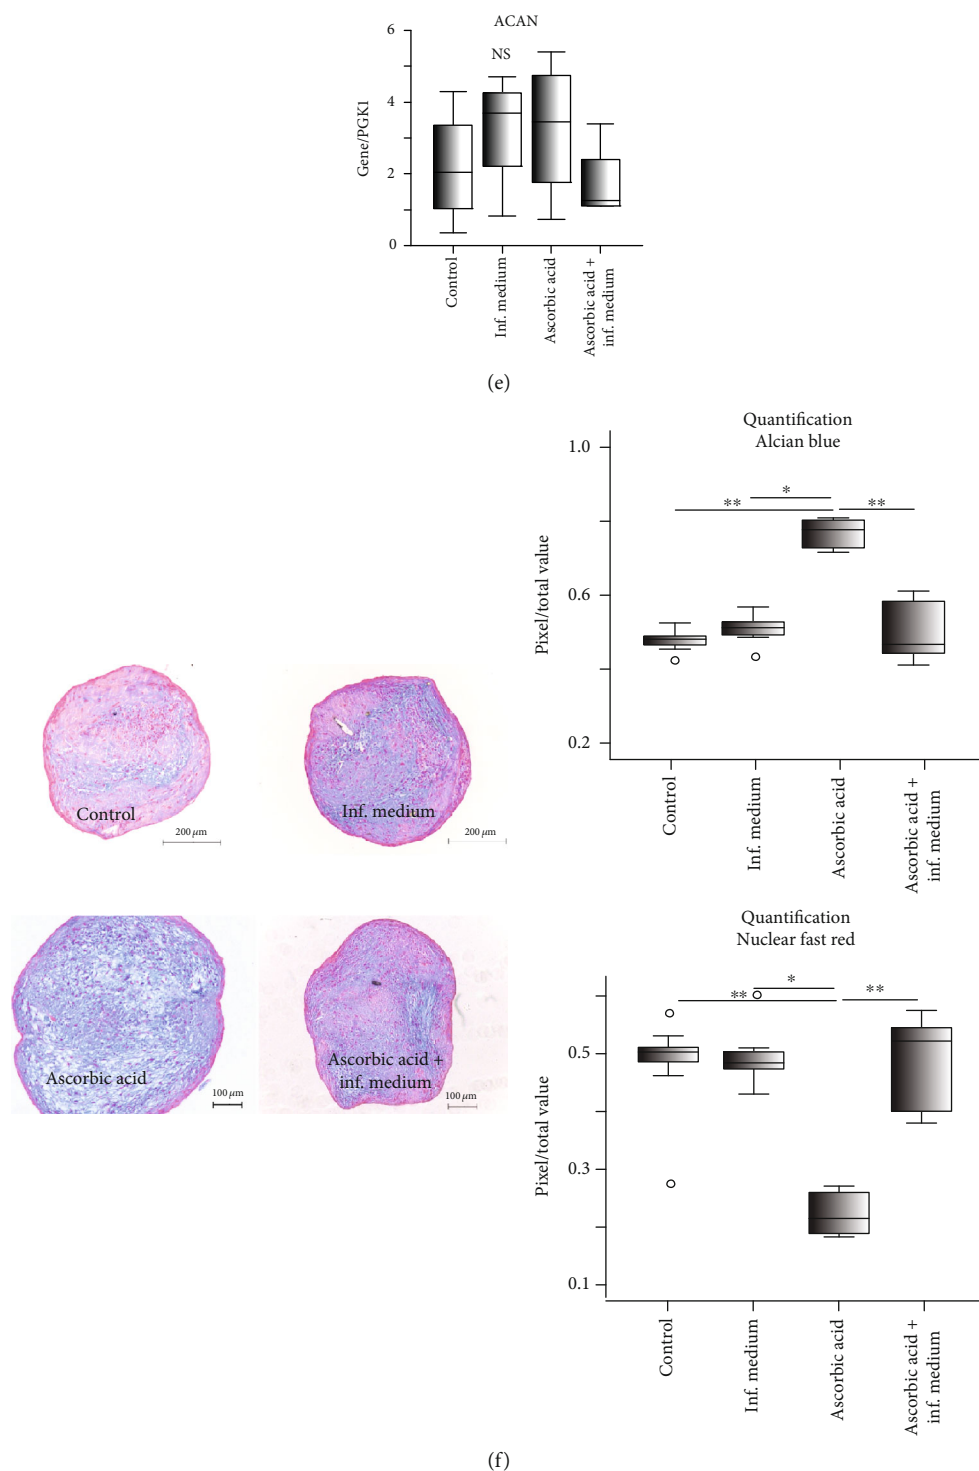 ACAN
NS
Gene/PGK1
6
4
2
0
Control
Inf. medium
Ascorbic acid
Ascorbic acid +
inf. medium
(e)
Control
200 μm
Inf. medium
200 μm
Ascorbic acid
100 μm
Ascorbic acid +
inf. medium
100 μm
Quantification
Alcian blue
Pixel/total value
1.0
0.6
0.2
**
*
**
Control
Inf. medium
Ascorbic acid
Ascorbic acid +
inf. medium
Quantification
Nuclear fast red
Pixel/total value
0.5
0.3
0.1
**
*
**
Control
Inf. medium
Ascorbic acid
Ascorbic acid +
inf. medium
(f)